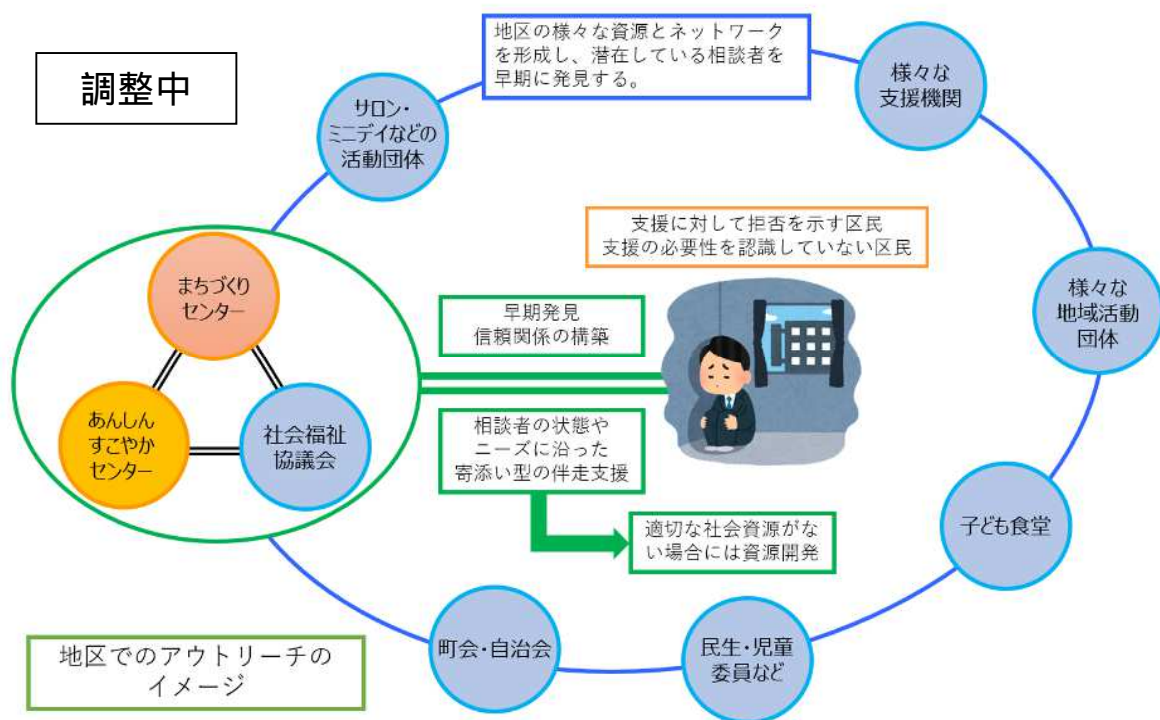 調整中
地区の様々な資源とネットワーク
を形成し、潜在している相談者を
早期に発見する。
様々な
支援機関
サロン・
ミニデイなどの
活動団体
支援に対して拒否を示す区民
支援の必要性を認識していない区民
まちづくり
センター
早期発見
信頼関係の構築
様々な
地域活動
団体
あんしん
すこやか
センター
社会福祉
協議会
相談者の状態や
ニーズに沿った
寄添い型の伴走支援
適切な社会資源がな
い場合には資源開発
子ども食堂
町会・自治会
民生・児童
委員など
地区でのアウトリーチの
イメージ